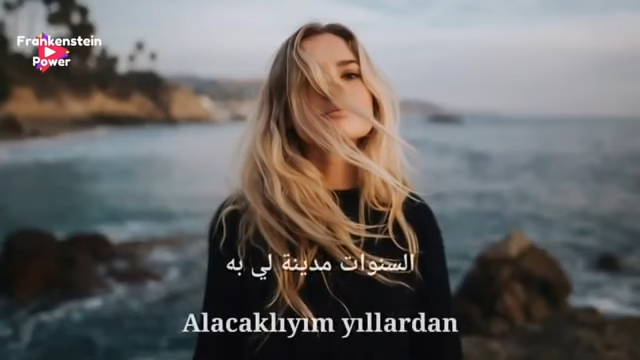 Frankenstein
Power
السنوات مدينة لي به
Alacaklıyım yıllardan